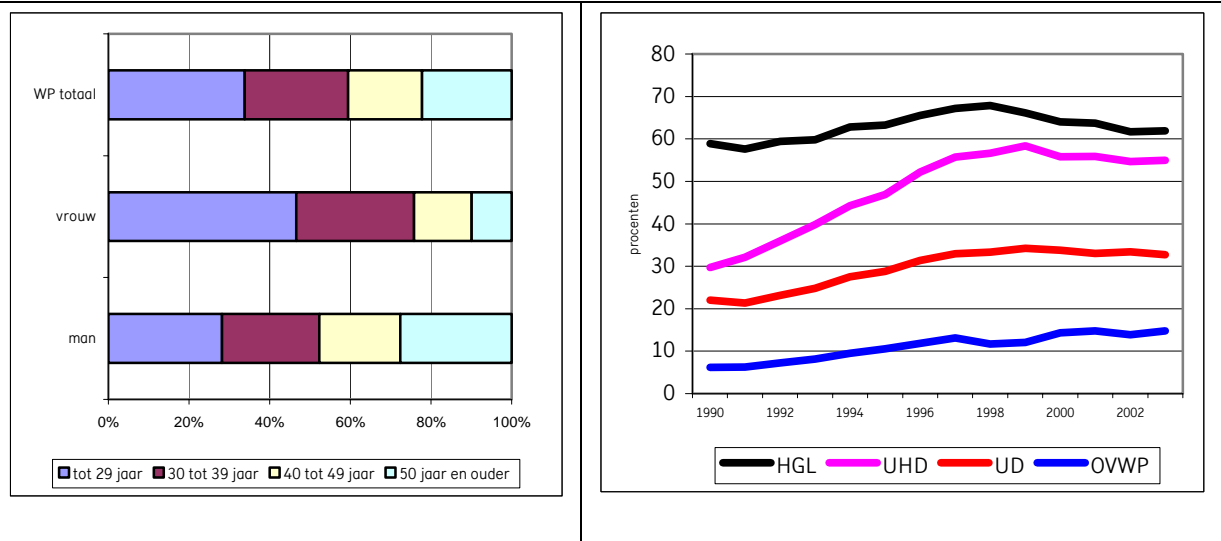 WP totaal
vrouw
man
0% 20% 40% 60% 80% 100%
tot 29 jaar 30 tot 39 jaar 40 tot 49 jaar 50 jaar en ouder
procenten
80
70
60
50
40
30
20
10
0
1990 1992 1994 1996 1998 2000 2002
HGL UHD UD OVWP